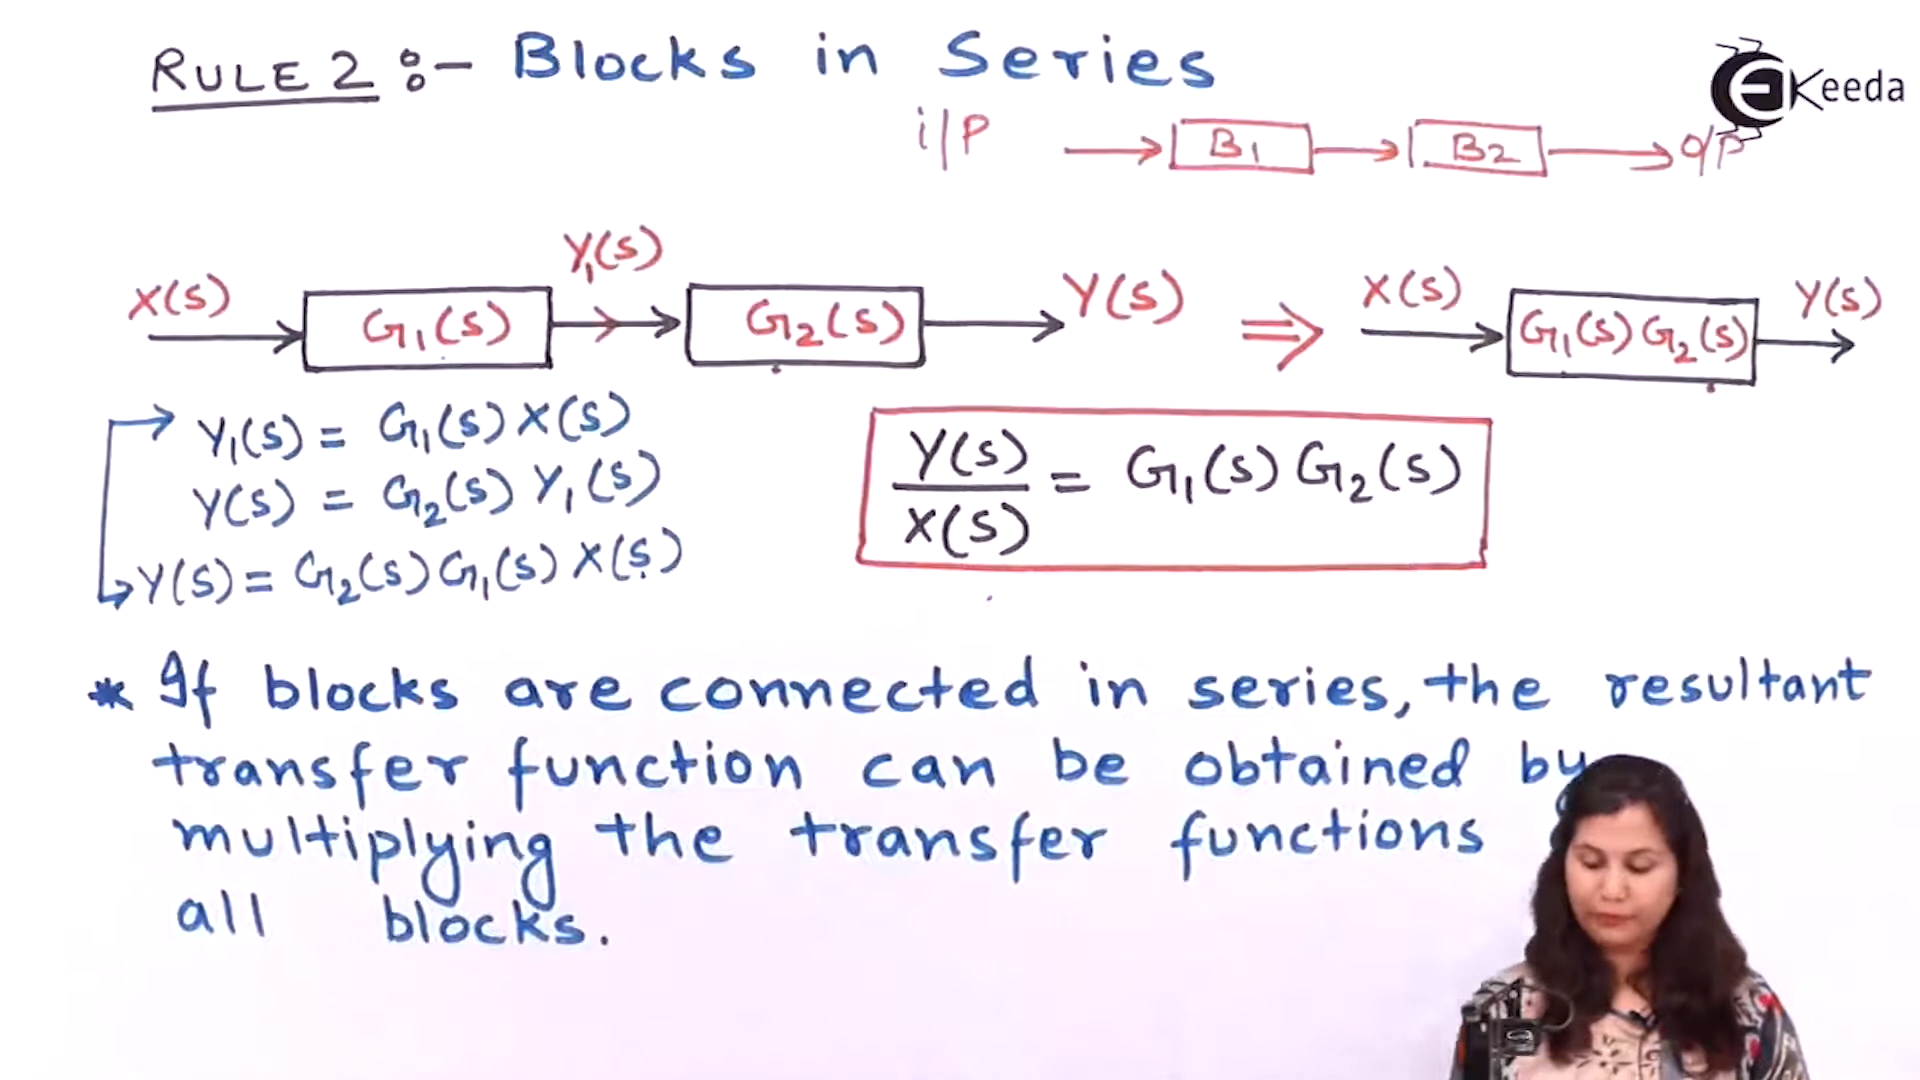 RULE 2 :- Blocks in Series
EKeeda
i/P B1 B2 o/P
X(s) G1(s) Y1(s) G2(s) Y(s) ⇒ X(s) G1(s) G2(s) Y(s)
Y1(s) = G1(s) X(s)
Y(s) = G2(s) Y1(s)
Y(s) = G2(s) G1(s) X(s)
Y(s)/X(s) = G1(s) G2(s)
* If blocks are connected in series, the resultant
transfer function can be obtained by
multiplying the transfer functions
all blocks.